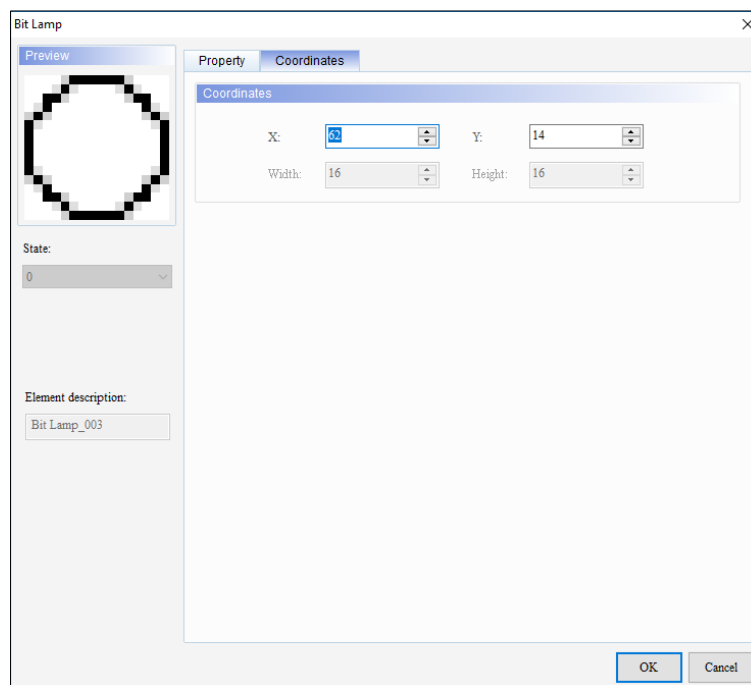 Bit Lamp
Preview
Property Coordinates
Coordinates
X: 62 Y: 14
Width: 16 Height: 16
State:
0
Element description:
Bit Lamp_003
OK Cancel